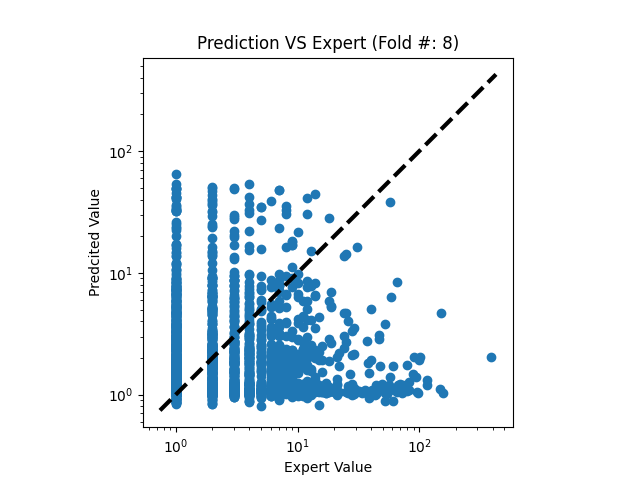 Prediction VS Expert (Fold #: 8)
Predcited Value
10²
10¹
10⁰
10⁰ 10¹ 10²
Expert Value